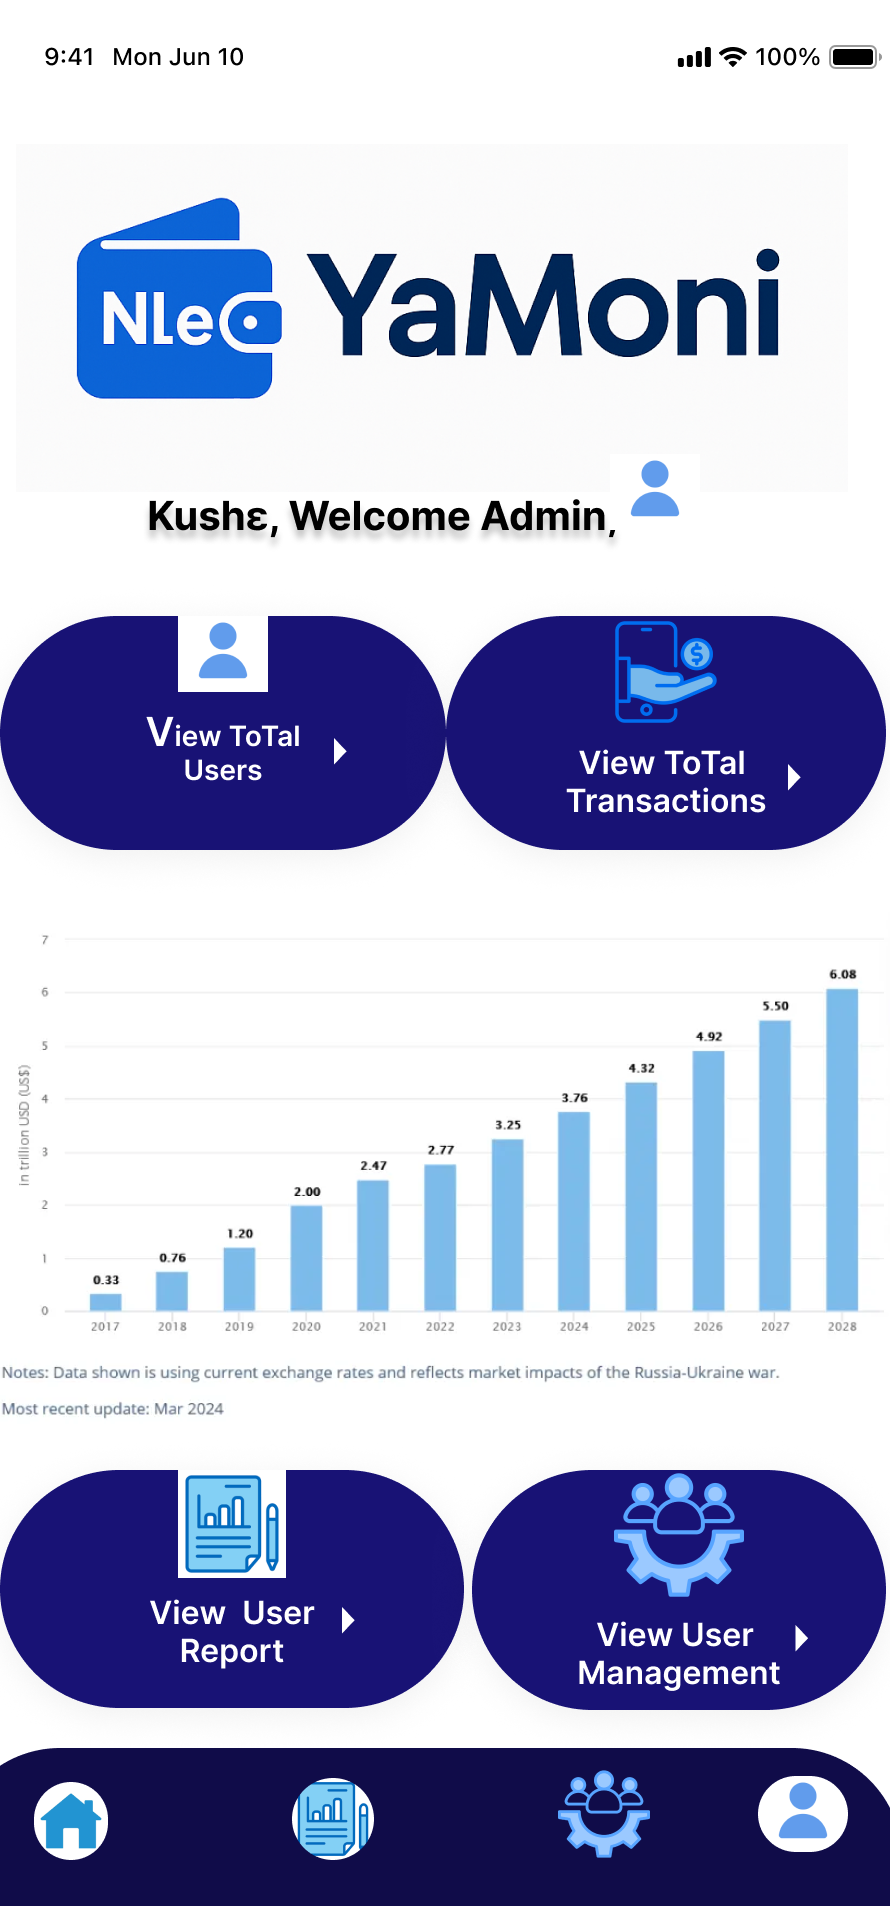 9:41 Mon Jun 10 100%
NLe YaMoni
Kushɛ, Welcome Admin,
View ToTal
Users
View ToTal
Transactions
in trillion USD (US$)
7
6
5
4
3
2
1
0
0.33
0.76
1.20
2.00
2.47
2.77
3.25
3.76
4.32
4.92
5.50
6.08
2017 2018 2019 2020 2021 2022 2023 2024 2025 2026 2027 2028
Notes: Data shown is using current exchange rates and reflects market impacts of the Russia-Ukraine war.
Most recent update: Mar 2024
View User
Report
View User
Management